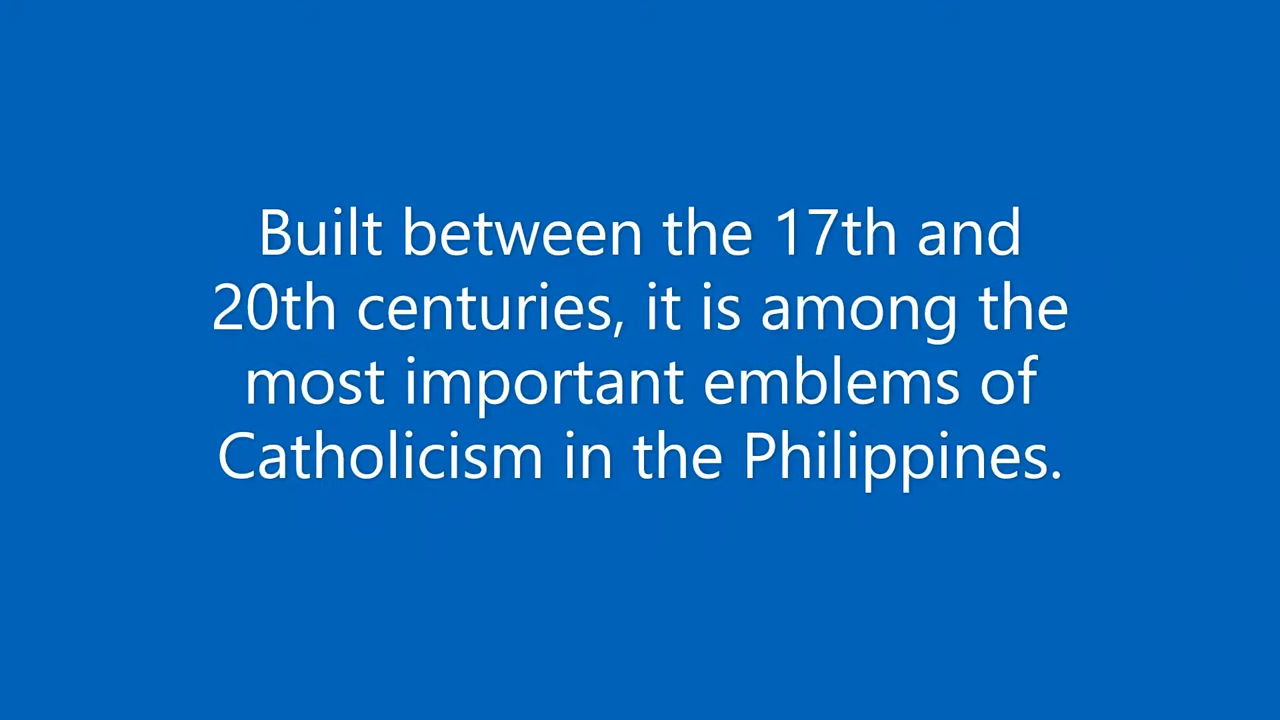 Built between the 17th and
20th centuries, it is among the
most important emblems of
Catholicism in the Philippines.